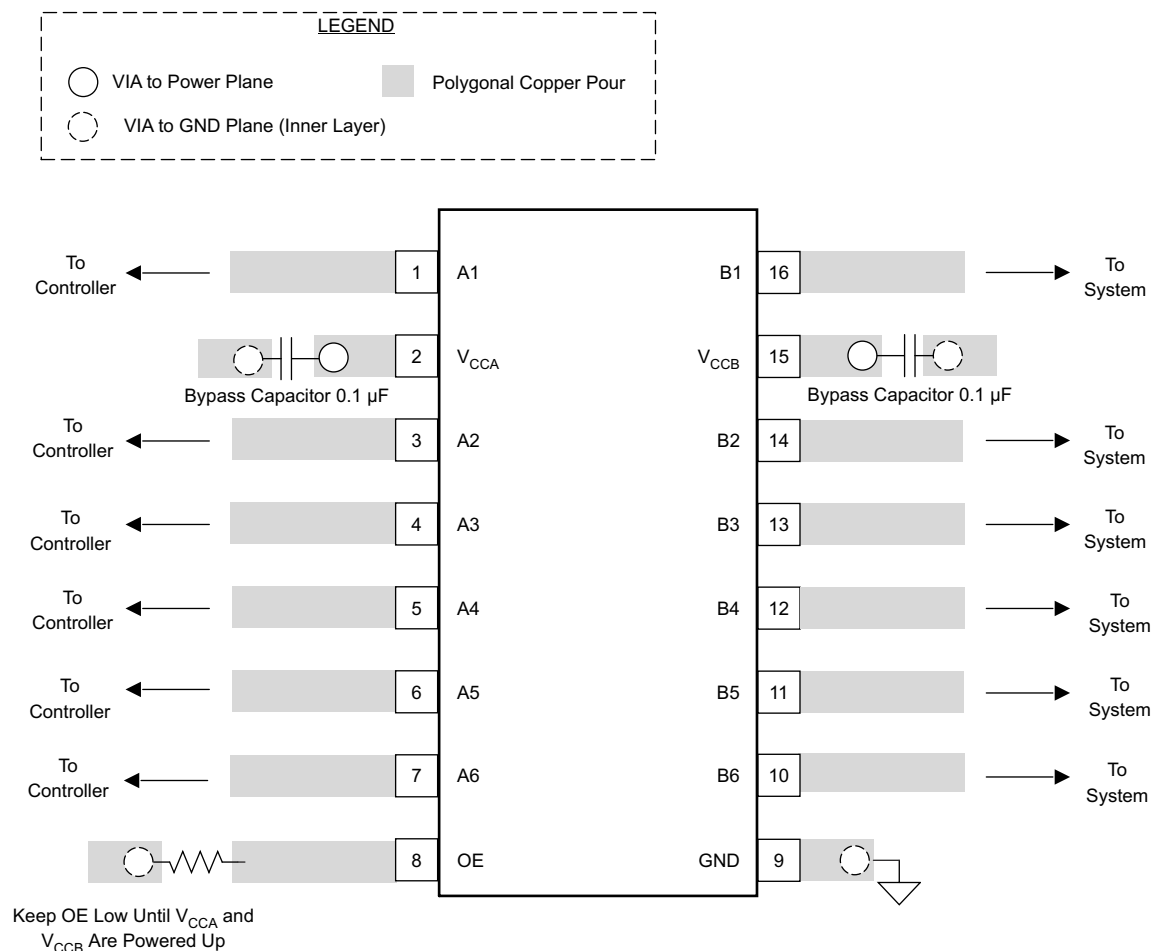 LEGEND
VIA to Power Plane
Polygonal Copper Pour
VIA to GND Plane (Inner Layer)
To
Controller
1
A1
B1
16
To
System
2
VCCA
VCCB
15
Bypass Capacitor 0.1 µF
Bypass Capacitor 0.1 µF
To
Controller
3
A2
B2
14
To
System
To
Controller
4
A3
B3
13
To
System
To
Controller
5
A4
B4
12
To
System
To
Controller
6
A5
B5
11
To
System
To
Controller
7
A6
B6
10
To
System
8
OE
GND
9
Keep OE Low Until VCCA and
VCCB Are Powered Up